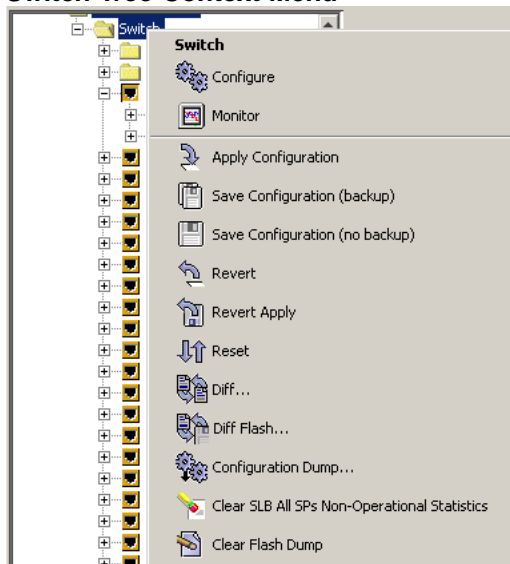 Switch Tree Context Menu
Switch
Switch
Configure
Monitor
Apply Configuration
Save Configuration (backup)
Save Configuration (no backup)
Revert
Revert Apply
Reset
Diff...
Diff Flash...
Configuration Dump...
Clear SLB All SPs Non-Operational Statistics
Clear Flash Dump